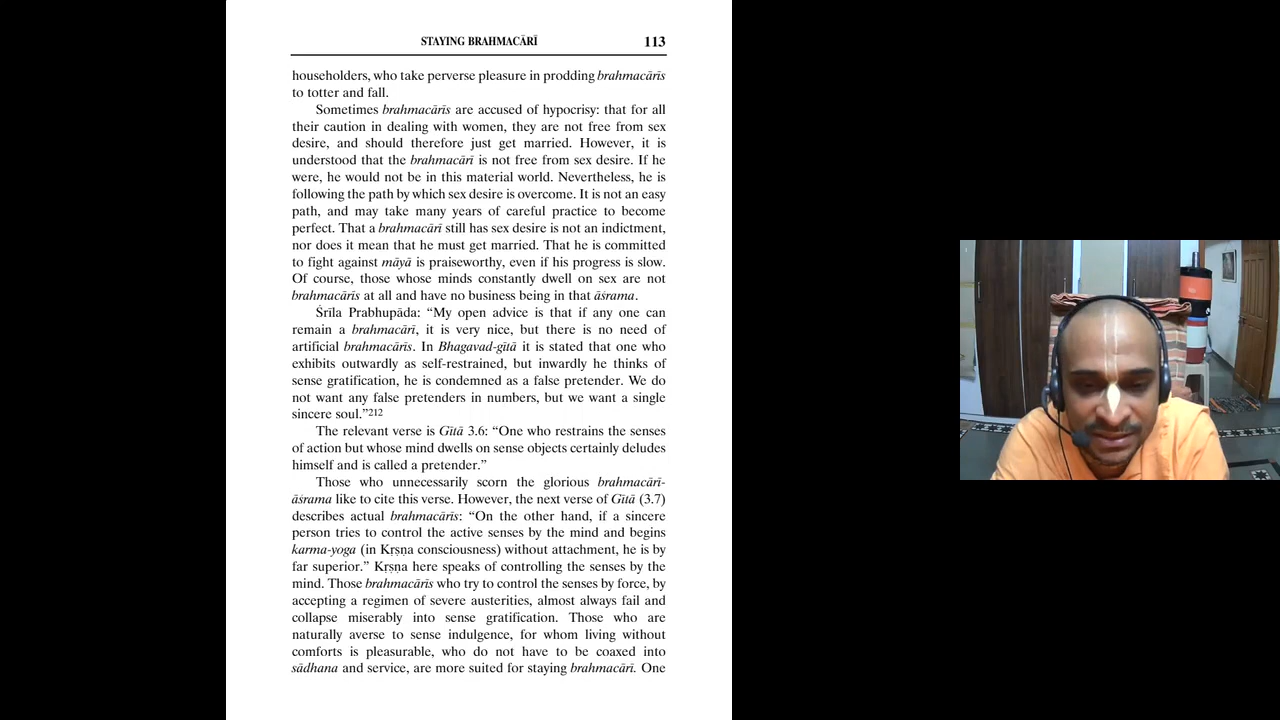 STAYING BRAHMACĀRĪ 113
householders, who take perverse pleasure in prodding brahmacārīs
to totter and fall.
Sometimes brahmacārīs are accused of hypocrisy: that for all
their caution in dealing with women, they are not free from sex
desire, and should therefore just get married. However, it is
understood that the brahmacārī is not free from sex desire. If he
were, he would not be in this material world. Nevertheless, he is
following the path by which sex desire is overcome. It is not an easy
path, and may take many years of careful practice to become
perfect. That a brahmacārī still has sex desire is not an indictment,
nor does it mean that he must get married. That he is committed
to fight against māyā is praiseworthy, even if his progress is slow.
Of course, those whose minds constantly dwell on sex are not
brahmacārīs at all and have no business being in that āśrama.
Śrīla Prabhupāda: “My open advice is that if any one can
remain a brahmacārī, it is very nice, but there is no need of
artificial brahmacārīs. In Bhagavad-gītā it is stated that one who
exhibits outwardly as self-restrained, but inwardly he thinks of
sense gratification, he is condemned as a false pretender. We do
not want any false pretenders in numbers, but we want a single
sincere soul.”212
The relevant verse is Gītā 3.6: “One who restrains the senses
of action but whose mind dwells on sense objects certainly deludes
himself and is called a pretender.”
Those who unnecessarily scorn the glorious brahmacārī-
āśrama like to cite this verse. However, the next verse of Gītā (3.7)
describes actual brahmacārīs: “On the other hand, if a sincere
person tries to control the active senses by the mind and begins
karma-yoga (in Kṛṣṇa consciousness) without attachment, he is by
far superior.” Kṛṣṇa here speaks of controlling the senses by the
mind. Those brahmacārīs who try to control the senses by force, by
accepting a regimen of severe austerities, almost always fail and
collapse miserably into sense gratification. Those who are
naturally averse to sense indulgence, for whom living without
comforts is pleasurable, who do not have to be coaxed into
sādhana and service, are more suited for staying brahmacārī. One